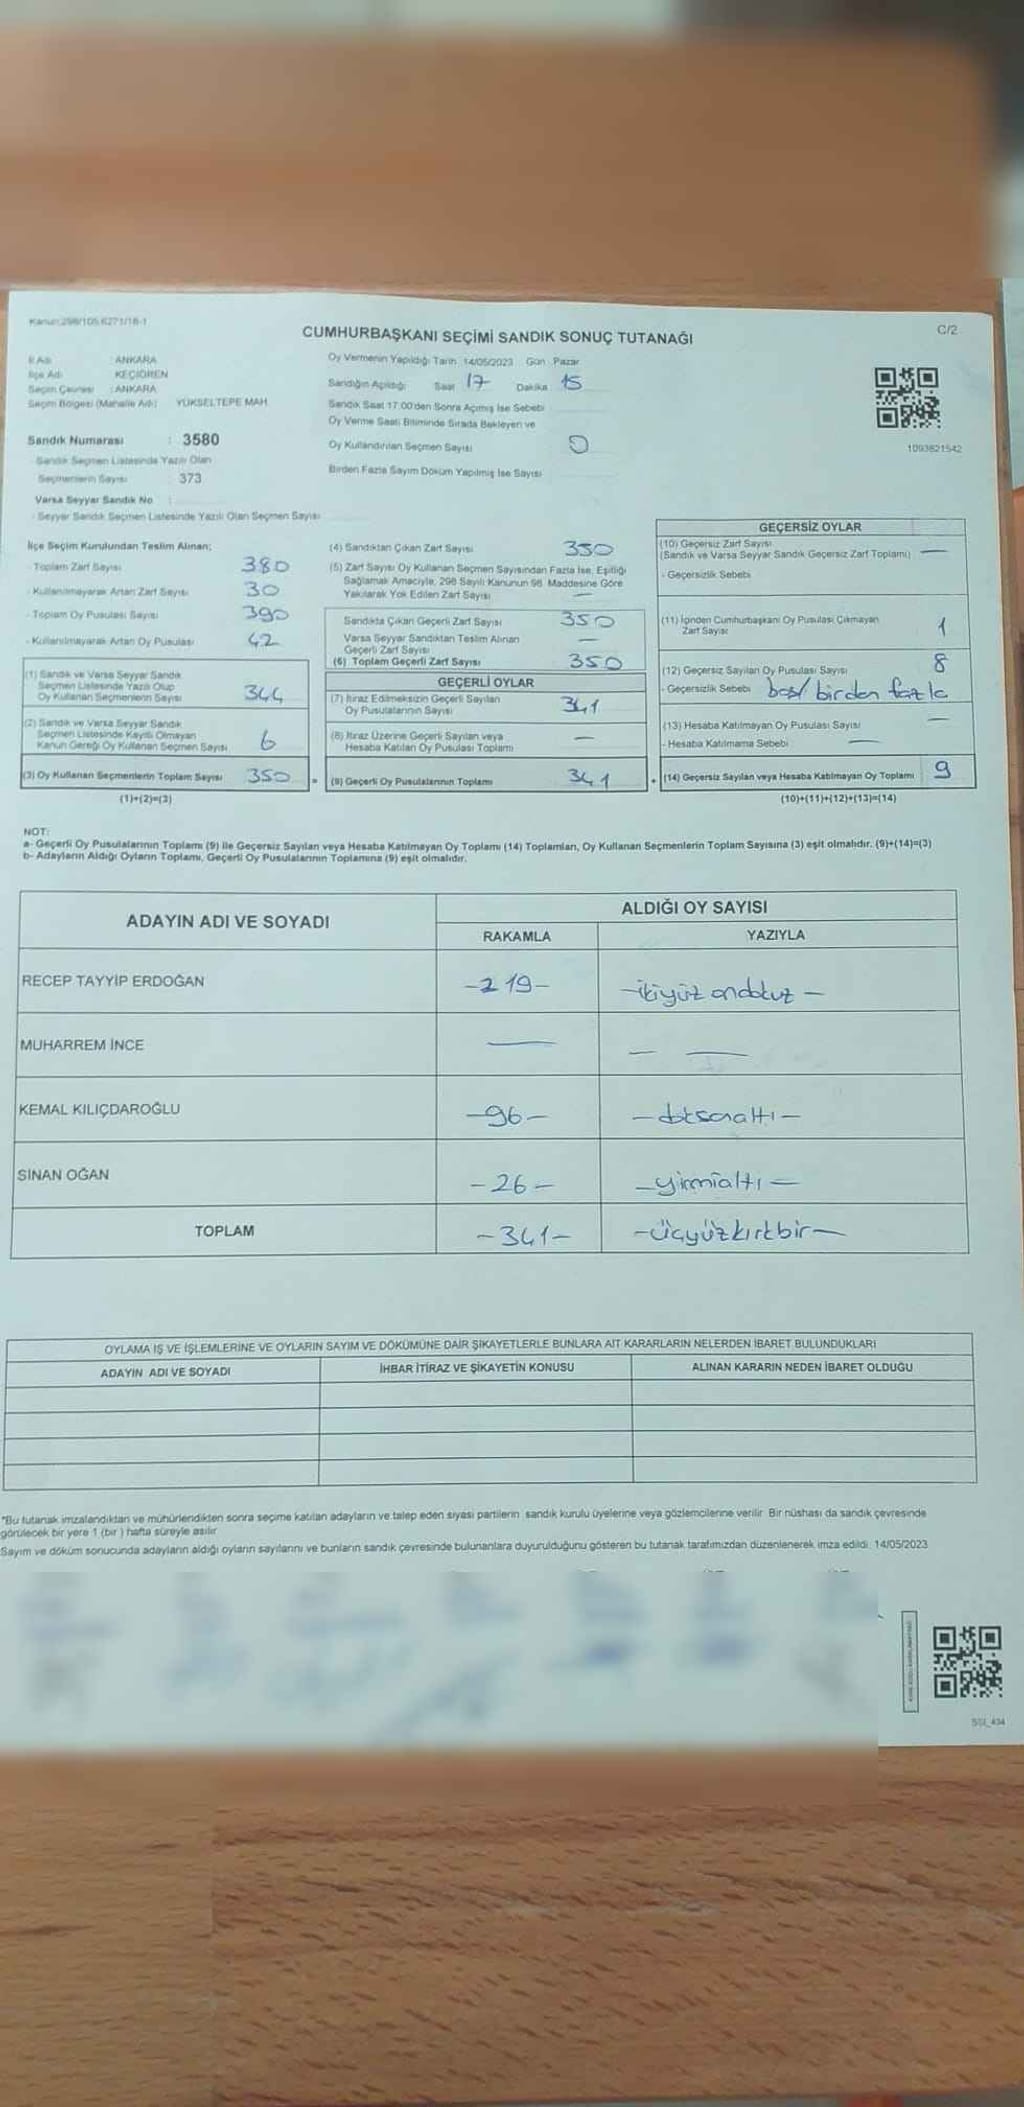 Kanun:298/105,6271/18-1
CUMHURBAŞKANI SEÇİMİ SANDIK SONUÇ TUTANAĞI
C/2
İl Adı : ANKARA
İlçe Adı : KEÇİÖREN
Seçim Çevresi : ANKARA
Seçim Bölgesi (Mahalle Adı) : YÜKSELTEPE MAH.
Oy Vermenin Yapıldığı Tarih 14/05/2023 Gün Pazar
Sandığın Açılışı Saat 17 Dakika 15
Sandık Saat 17.00'den Sonra Açılmış İse Sebebi
Oy Verme Saati Bitiminde Sırada Bekleyen ve
Oy Kullandırılan Seçmen Sayısı 0
Birden Fazla Sayım Döküm Yapılmış İse Sayısı
1093821542
Sandık Numarası : 3580
- Sandık Seçmen Listesinde Yazılı Olan
Seçmenlerin Sayısı : 373
Varsa Seyyar Sandık No :
- Seyyar Sandık Seçmen Listesinde Yazılı Olan Seçmen Sayısı
İlçe Seçim Kurulundan Teslim Alınan;
- Toplam Zarf Sayısı 380
- Kullanılmayarak Artan Zarf Sayısı 30
- Toplam Oy Pusulası Sayısı 390
- Kullanılmayarak Artan Oy Pusulası 42
(1) Sandık ve Varsa Seyyar Sandık
Seçmen Listesinde Yazılı Olup
Oy Kullanan Seçmenlerin Sayısı 344
(2) Sandık ve Varsa Seyyar Sandık
Seçmen Listesinde Kayıtlı Olmayan
Kanun Gereği Oy Kullanan Seçmen Sayısı 6
(3) Oy Kullanan Seçmenlerin Toplam Sayısı 350
(1)+(2)=(3)
(4) Sandıktan Çıkan Zarf Sayısı 350
(5) Zarf Sayısı Oy Kullanan Seçmen Sayısından Fazla İse, Eşitliği
Sağlamak Amacıyla, 298 Sayılı Kanunun 98. Maddesine Göre
Yakılarak Yok Edilen Zarf Sayısı —
Sandıkta Çıkan Geçerli Zarf Sayısı 350
Varsa Seyyar Sandıktan Teslim Alınan
Geçerli Zarf Sayısı —
(6) Toplam Geçerli Zarf Sayısı 350
GEÇERLİ OYLAR
(7) İtiraz Edilmeksizin Geçerli Sayılan
Oy Pusulalarının Sayısı 341
(8) İtiraz Üzerine Geçerli Sayılan veya
Hesaba Katılan Oy Pusulası Toplamı —
(9) Geçerli Oy Pusulalarının Toplamı 341
GEÇERSİZ OYLAR
(10) Geçersiz Zarf Sayısı
(Sandık ve Varsa Seyyar Sandık Geçersiz Zarf Toplamı) —
- Geçersizlik Sebebi
(11) İçinden Cumhurbaşkanı Oy Pusulası Çıkmayan
Zarf Sayısı 1
(12) Geçersiz Sayılan Oy Pusulası Sayısı 8
- Geçersizlik Sebebi boş/birden fazla
(13) Hesaba Katılmayan Oy Pusulası Sayısı —
- Hesaba Katılmama Sebebi —
(14) Geçersiz Sayılan veya Hesaba Katılmayan Oy Toplamı 9
(10)+(11)+(12)+(13)=(14)
NOT:
a- Geçerli Oy Pusulalarının Toplamı (9) ile Geçersiz Sayılan veya Hesaba Katılmayan Oy Toplamı (14) Toplamları, Oy Kullanan Seçmenlerin Toplam Sayısına (3) eşit olmalıdır. (9)+(14)=(3)
b- Adayların Aldığı Oyların Toplamı, Geçerli Oy Pusulalarının Toplamına (9) eşit olmalıdır.
ADAYIN ADI VE SOYADI
ALDIĞI OY SAYISI
RAKAMLA YAZIYLA
RECEP TAYYİP ERDOĞAN -219- -ikiyüz ondokuz-
MUHARREM İNCE — — —
KEMAL KILIÇDAROĞLU -96- -doksanaltı-
SİNAN OĞAN -26- -yirmialtı-
TOPLAM -341- -üçyüzkırkbir-
OYLAMA İŞ VE İŞLEMLERİNE VE OYLARIN SAYIM VE DÖKÜMÜNE DAİR ŞİKAYETLERLE BUNLARA AİT KARARLARIN NELERDEN İBARET BULUNDUKLARI
ADAYIN ADI VE SOYADI İHBAR İTİRAZ VE ŞİKAYETİN KONUSU ALINAN KARARIN NEDEN İBARET OLDUĞU
*Bu tutanak imzalandıktan ve mühürlendikten sonra seçime katılan adayların ve talep eden siyasi partilerin sandık kurulu üyelerine veya gözlemcilerine verilir. Bir nüshası da sandık çevresinde
görülecek bir yere 1 (bir ) hafta süreyle asılır.
Sayım ve döküm sonucunda adayların aldığı oyların sayılarını ve bunların sandık çevresinde bulunanlara duyurulduğunu gösteren bu tutanak tarafımızdan düzenlenerek imza edildi. 14/05/2023